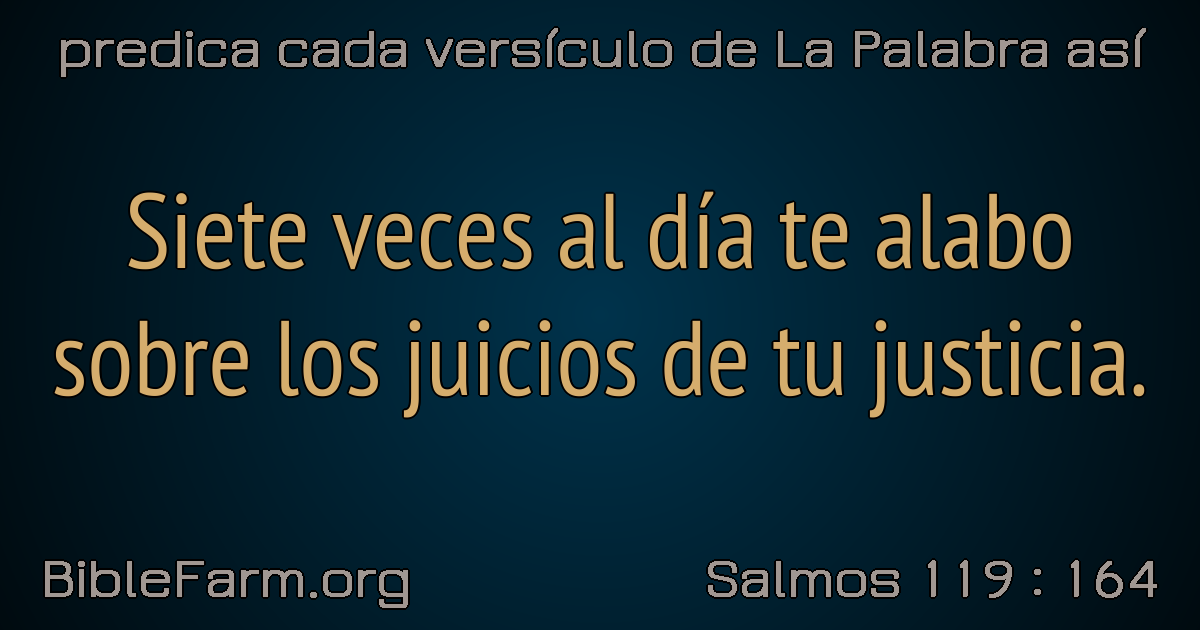 predica cada versículo de La Palabra así
Siete veces al día te alabo
sobre los juicios de tu justicia.
BibleFarm.org
Salmos 119 : 164